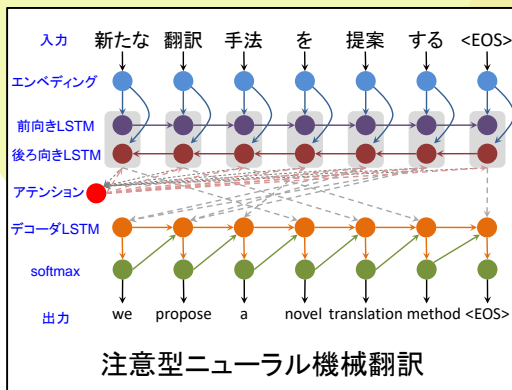 入力 新たな 翻訳 手法 を 提案 する <EOS>
エンベディング
前向きLSTM
後ろ向きLSTM
アテンション
デコーダLSTM
softmax
出力 we propose a novel translation method <EOS>
注意型ニューラル機械翻訳